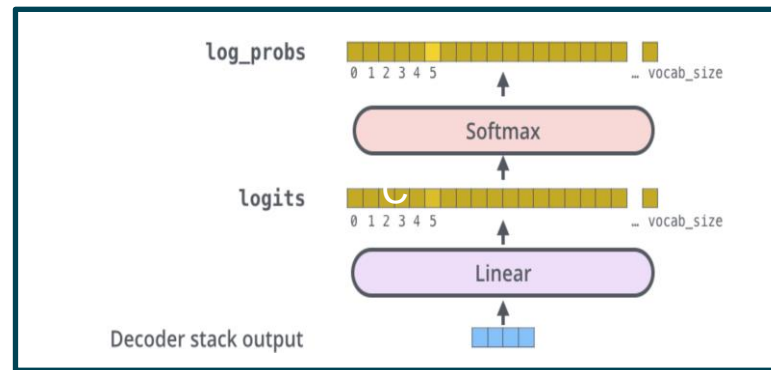 log_probs
0 1 2 3 4 5 … vocab_size
Softmax
C
logits
0 1 2 3 4 5 … vocab_size
Linear
Decoder stack output